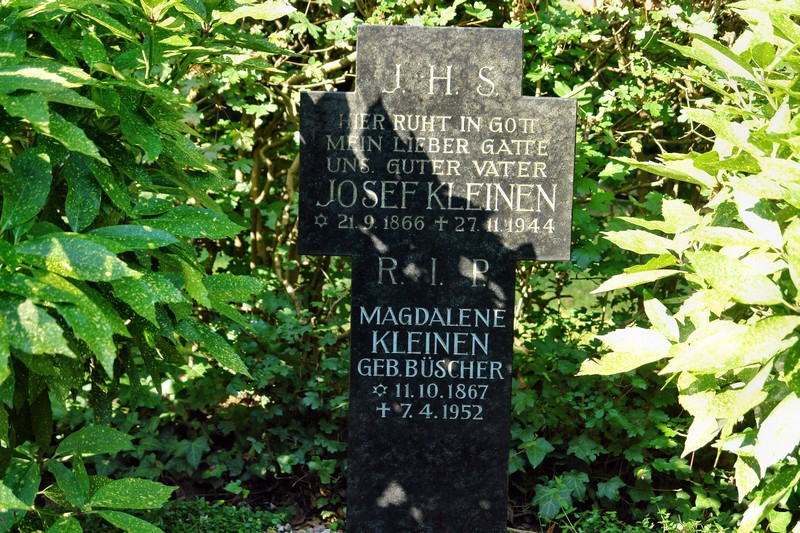 J. H. S.
HIER RUHT IN GOTT
MEIN LIEBER GATTE
UNS. GUTER VATER
JOSEF KLEINEN
✡ 21.9.1866 ✝ 27.11.1944
R. I. P.
MAGDALENE
KLEINEN
GEB. BÜSCHER
✡ 11.10.1867
✝ 7.4.1952